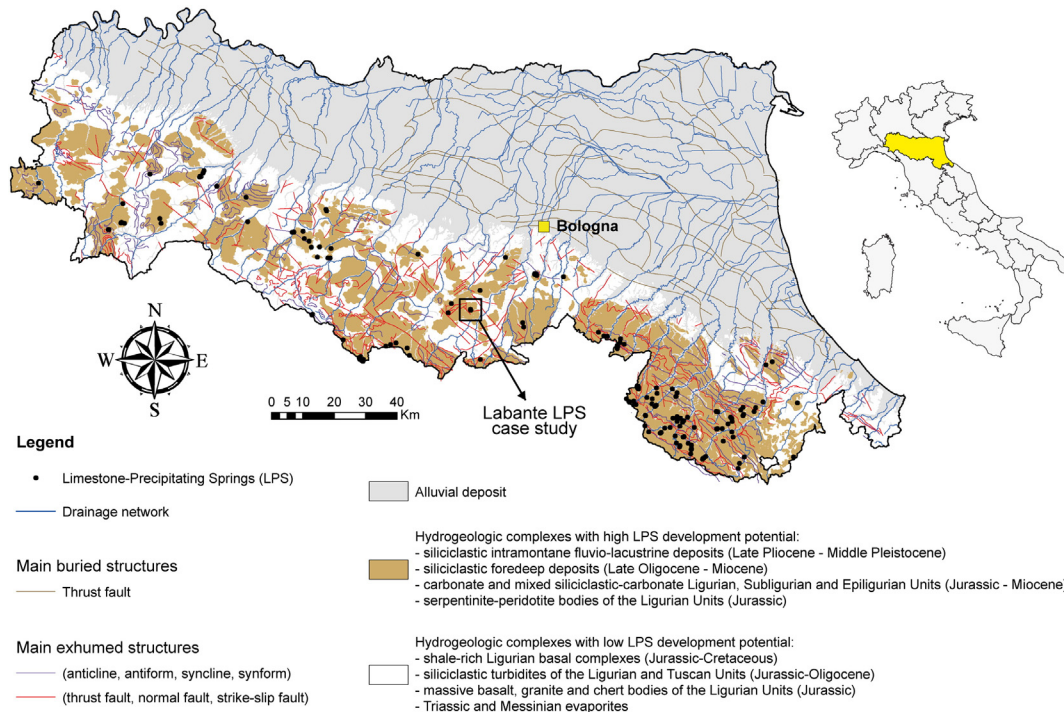 Bologna
N
W
E
S
0 5 10 20 30 40
Km
Labante LPS
case study
Legend
Limestone-Precipitating Springs (LPS)
Drainage network
Main buried structures
Thrust fault
Main exhumed structures
(anticline, antiform, syncline, synform)
(thrust fault, normal fault, strike-slip fault)
Alluvial deposit
Hydrogeologic complexes with high LPS development potential:
- siliciclastic intramontane fluvio-lacustrine deposits (Late Pliocene - Middle Pleistocene)
- siliciclastic foredeep deposits (Late Oligocene - Miocene)
- carbonate and mixed siliciclastic-carbonate Ligurian, Subligurian and Epiligurian Units (Jurassic - Miocene)
- serpentinite-peridotite bodies of the Ligurian Units (Jurassic)
Hydrogeologic complexes with low LPS development potential:
- shale-rich Ligurian basal complexes (Jurassic-Cretaceous)
- siliciclastic turbidites of the Ligurian and Tuscan Units (Jurassic-Oligocene)
- massive basalt, granite and chert bodies of the Ligurian Units (Jurassic)
- Triassic and Messinian evaporites